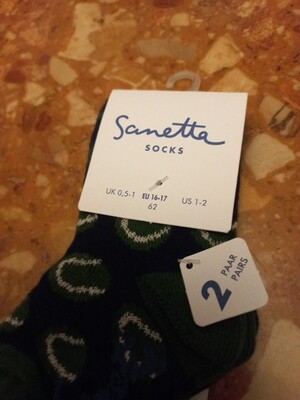 Sanetta
SOCKS
UK 0,5-1 EU 16-17 US 1-2
62
2 PAAR
PAIRS